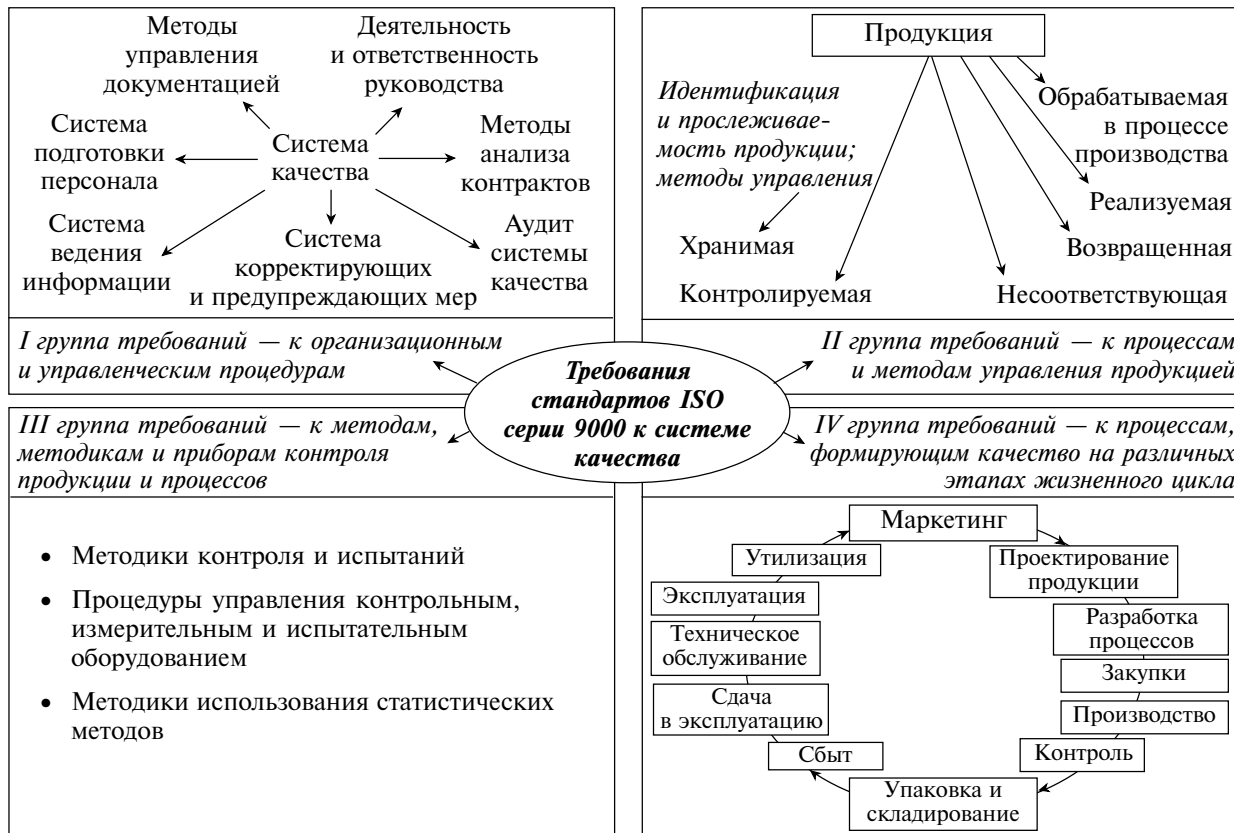 Методы
управления
документацией
Деятельность
и ответственность
руководства
Система
подготовки
персонала
Система
качества
Методы
анализа
контрактов
Система
ведения
информации
Система
корректирующих
и предупреждающих мер
Аудит
системы
качества
I группа требований — к организационным
и управленческим процедурам
Продукция
Идентификация
и прослеживае-
мость продукции;
методы управления
Обрабатываемая
в процессе
производства
Реализуемая
Хранимая
Возвращенная
Контролируемая
Несоответствующая
II группа требований — к процессам
и методам управления продукцией
Требования
стандартов ISO
серии 9000 к системе
качества
III группа требований — к методам,
методикам и приборам контроля
продукции и процессов
• Методики контроля и испытаний
• Процедуры управления контрольным,
измерительным и испытательным
оборудованием
• Методики использования статистических
методов
IV группа требований — к процессам,
формирующим качество на различных
этапах жизненного цикла
Маркетинг
Проектирование
продукции
Разработка
процессов
Закупки
Производство
Контроль
Упаковка и
складирование
Сбыт
Сдача
в эксплуатацию
Техническое
обслуживание
Эксплуатация
Утилизация